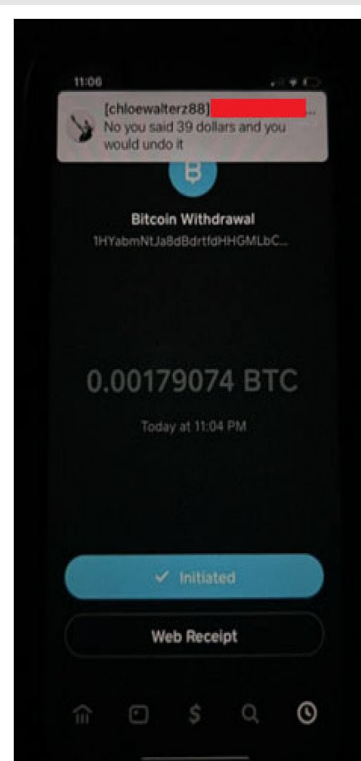 11:06
[chloewalterz88]
...
No you said 39 dollars and you
would undo it
Bitcoin Withdrawal
1HYabmNtJa8dBdrtfdHHGMLbC...
0.00179074 BTC
Today at 11:04 PM
✓ Initiated
Web Receipt
$